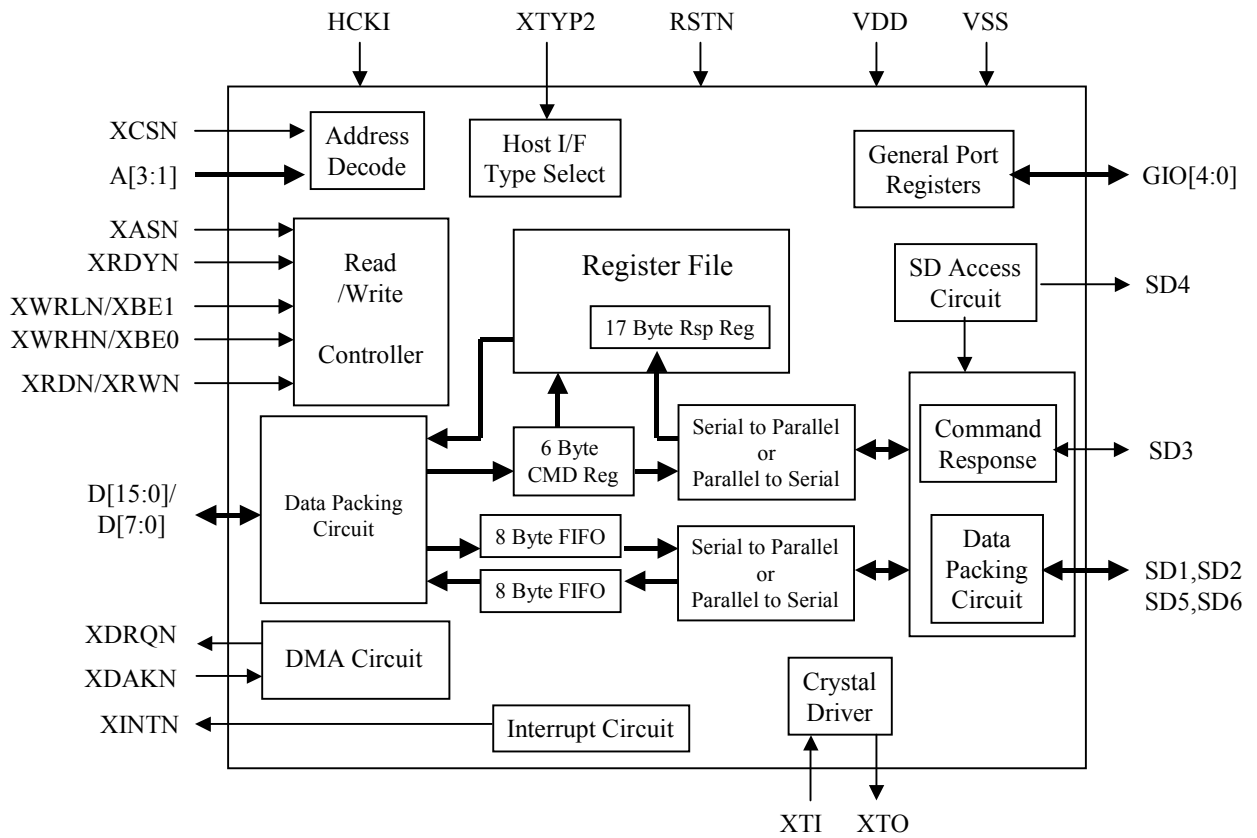 HCKI
XTYP2
RSTN
VDD
VSS
XCSN
A[3:1]
Address
Decode
Host I/F
Type Select
General Port
Registers
GIO[4:0]
XASN
XRDYN
XWRLN/XBE1
XWRHN/XBE0
XRDN/XRWN
Read
/Write
Controller
Register File
17 Byte Rsp Reg
SD Access
Circuit
SD4
D[15:0]/
D[7:0]
Data Packing
Circuit
6 Byte
CMD Reg
Serial to Parallel
or
Parallel to Serial
Command
Response
SD3
8 Byte FIFO
8 Byte FIFO
Serial to Parallel
or
Parallel to Serial
Data
Packing
Circuit
SD1,SD2
SD5,SD6
XDRQN
XDAKN
DMA Circuit
XINTN
Interrupt Circuit
Crystal
Driver
XTI
XTO